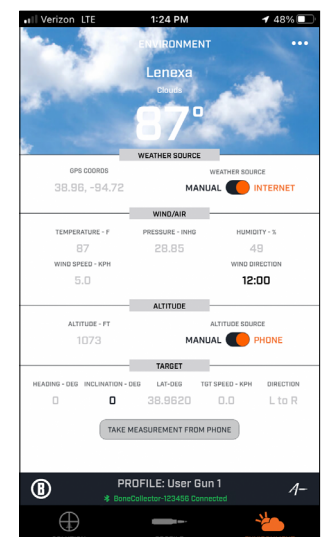 Verizon LTE 1:24 PM 48%
ENVIRONMENT
Lenexa
Clouds
87°
WEATHER SOURCE
GPS COORDS WEATHER SOURCE
38.96, -94.72 MANUAL INTERNET
WIND/AIR
TEMPERATURE - F PRESSURE - INHG HUMIDITY - %
87 28.85 49
WIND SPEED - KPH WIND DIRECTION
5.0 12:00
ALTITUDE
ALTITUDE - FT ALTITUDE SOURCE
1073 MANUAL PHONE
TARGET
HEADING - DEG INCLINATION - DEG LAT-DEG TGT SPEED - KPH DIRECTION
0 0 38.9620 0.0 L to R
TAKE MEASUREMENT FROM PHONE
B PROFILE: User Gun 1
BoneCollector-123456 Connected